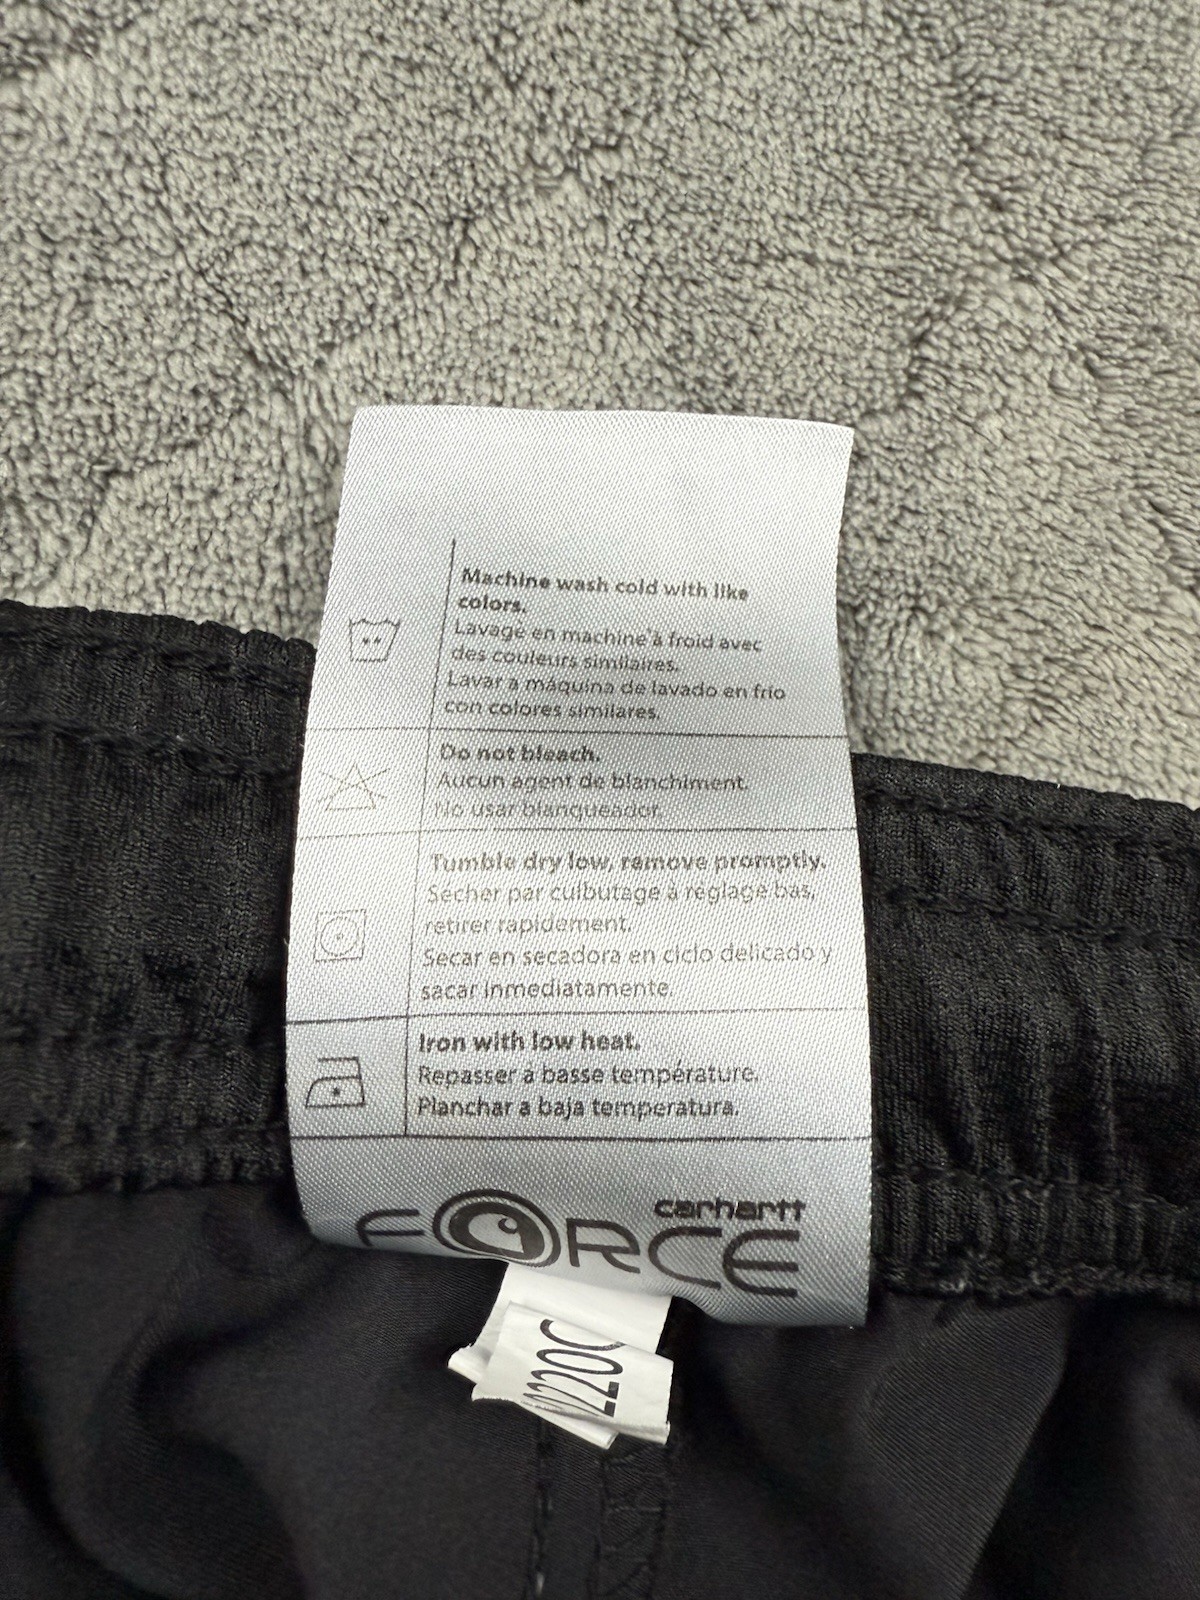 Machine wash cold with like
colors.
Lavage en machine à froid avec
des couleurs similaires.
Lavar a máquina de lavado en frío
con colores similares.
Do not bleach.
Aucun agent de blanchiment.
No usar blanqueador.
Tumble dry low, remove promptly.
Sécher par culbutage à réglage bas,
retirer rapidement.
Secar en secadora en ciclo delicado y
sacar inmediatamente.
Iron with low heat.
Repasser à basse température.
Planchar a baja temperatura.
carhartt
FORCE